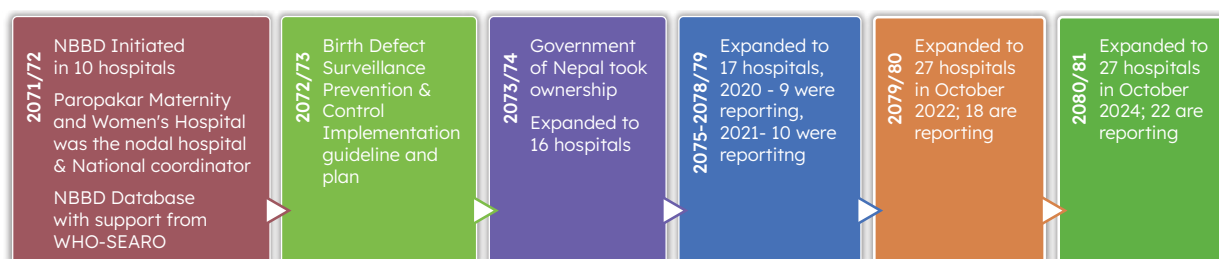 2071/72
NBBD Initiated
in 10 hospitals
Paropakar Maternity
and Women's Hospital
was the nodal hospital
& National coordinator
NBBD Database
with support from
WHO-SEARO
2072/73
Birth Defect
Surveillance
Prevention &
Control
Implementation
guideline and
plan
2073/74
Government
of Nepal took
ownership
Expanded to
16 hospitals
2075-2078/79
Expanded to
17 hospitals,
2020 - 9 were
reporting,
2021- 10 were
reportitng
2079/80
Expanded to
27 hospitals
in October
2022; 18 are
reporting
2080/81
Expanded to
27 hospitals
in October
2024; 22 are
reporting